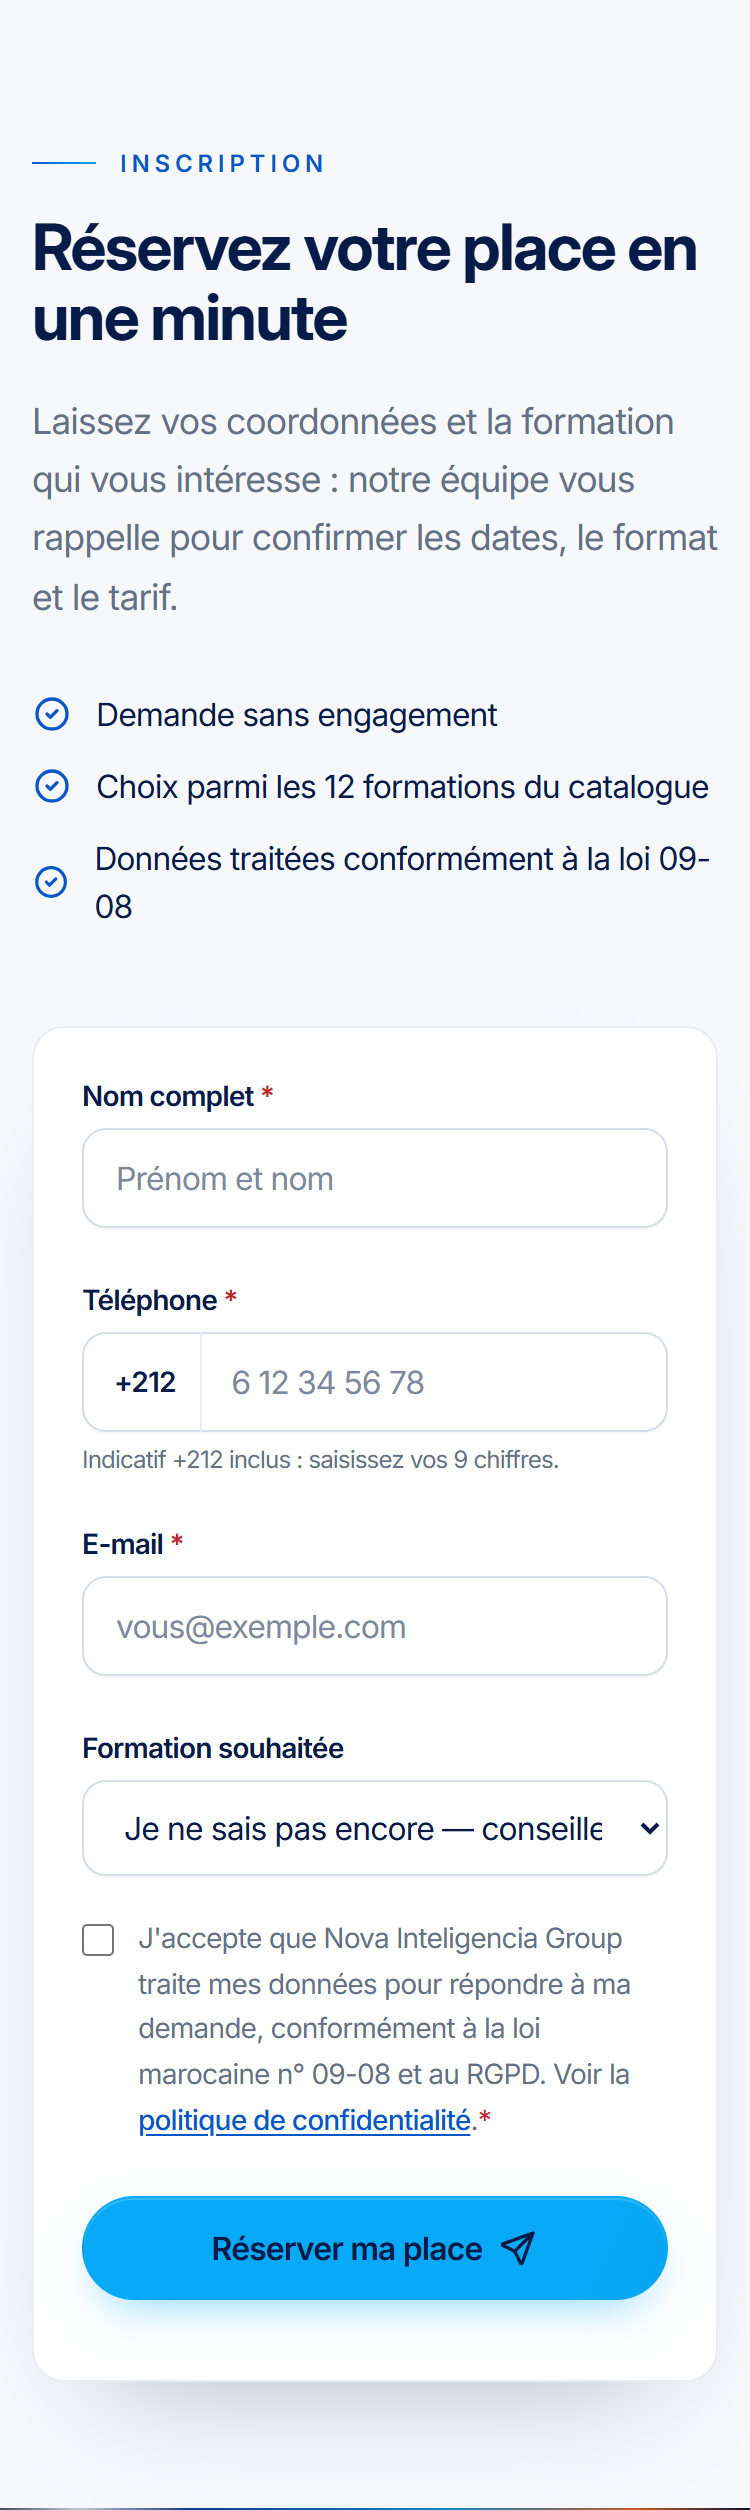 INSCRIPTION
Réservez votre place en
une minute
Laissez vos coordonnées et la formation
qui vous intéresse : notre équipe vous
rappelle pour confirmer les dates, le format
et le tarif.
Demande sans engagement
Choix parmi les 12 formations du catalogue
Données traitées conformément à la loi 09-
08
Nom complet *
Prénom et nom
Téléphone *
+212 6 12 34 56 78
Indicatif +212 inclus : saisissez vos 9 chiffres.
E-mail *
vous@exemple.com
Formation souhaitée
Je ne sais pas encore — conseille
J'accepte que Nova Inteligencia Group
traite mes données pour répondre à ma
demande, conformément à la loi
marocaine n° 09-08 et au RGPD. Voir la
politique de confidentialité.*
Réserver ma place